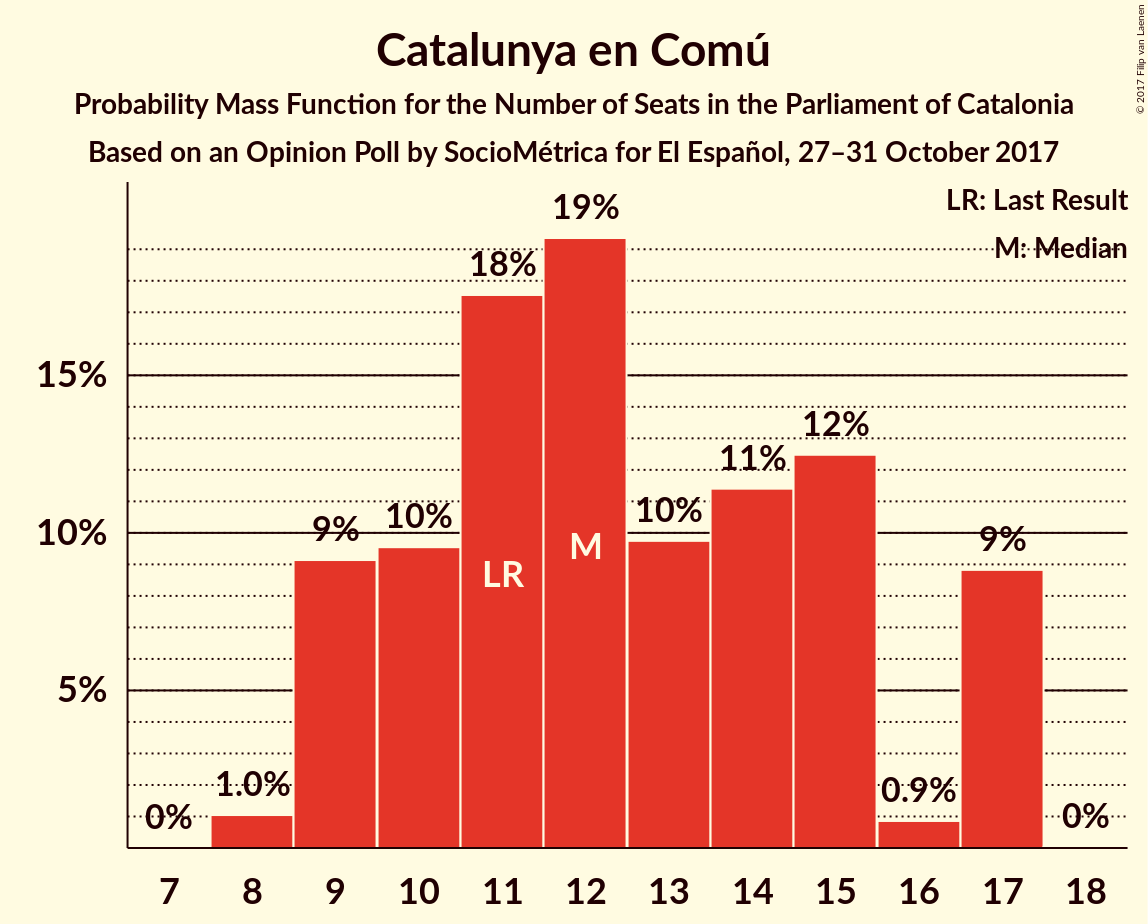 Catalunya en Comú
Probability Mass Function for the Number of Seats in the Parliament of Catalonia
Based on an Opinion Poll by SocioMétrica for El Español, 27–31 October 2017
© 2017 Filip van Laenen
LR: Last Result
M: Median
15%
10%
5%
0%
1.0%
9%
10%
18%
19%
10%
11%
12%
0.9%
9%
0%
LR
M
7 8 9 10 11 12 13 14 15 16 17 18